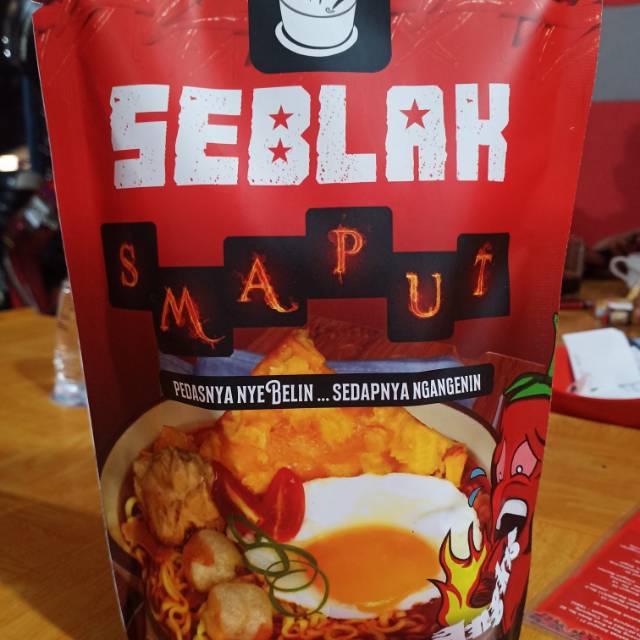 SEBLAK
SMAPUT
PEDASNYA NYEBELIN ... SEDAPNYA NGANGENIN